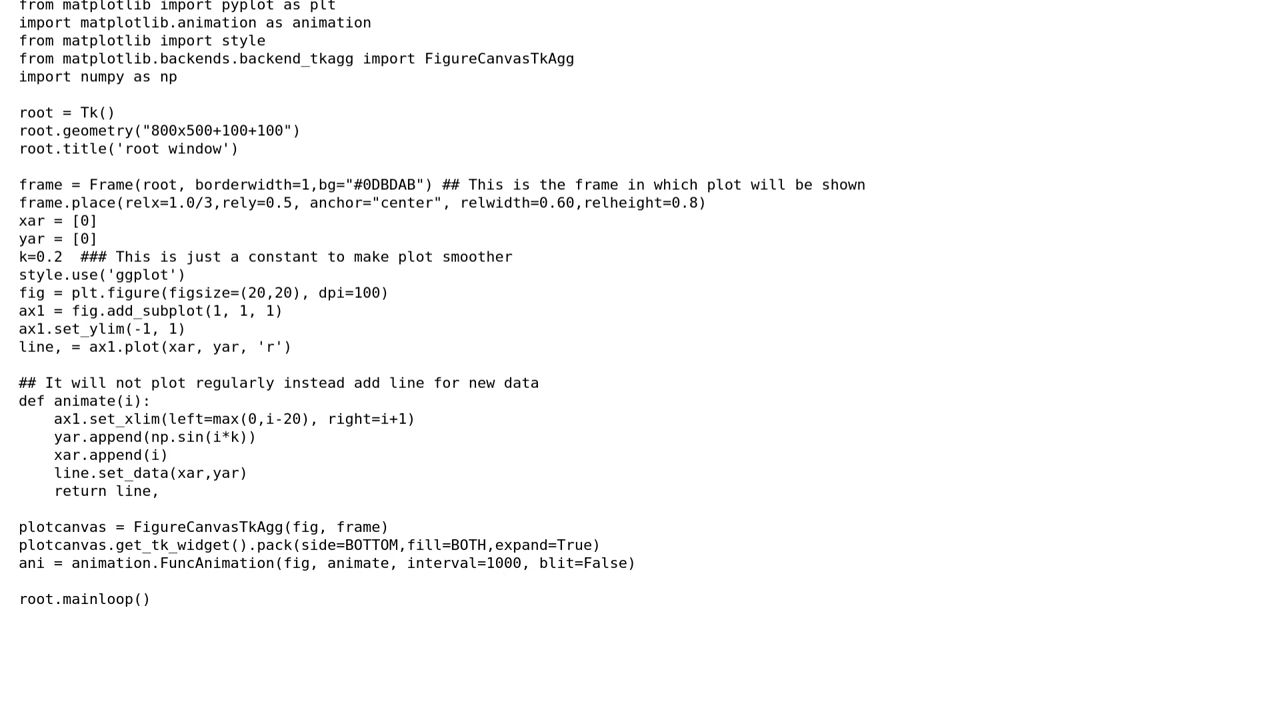 from matplotlib import pyplot as plt
import matplotlib.animation as animation
from matplotlib import style
from matplotlib.backends.backend_tkagg import FigureCanvasTkAgg
import numpy as np

root = Tk()
root.geometry("800x500+100+100")
root.title('root window')

frame = Frame(root, borderwidth=1,bg="#0DBDAB") ## This is the frame in which plot will be shown
frame.place(relx=1.0/3,rely=0.5, anchor="center", relwidth=0.60,relheight=0.8)
xar = [0]
yar = [0]
k=0.2  ### This is just a constant to make plot smoother
style.use('ggplot')
fig = plt.figure(figsize=(20,20), dpi=100)
ax1 = fig.add_subplot(1, 1, 1)
ax1.set_ylim(-1, 1)
line, = ax1.plot(xar, yar, 'r')

## It will not plot regularly instead add line for new data
def animate(i):
    ax1.set_xlim(left=max(0,i-20), right=i+1)
    yar.append(np.sin(i*k))
    xar.append(i)
    line.set_data(xar,yar)
    return line,

plotcanvas = FigureCanvasTkAgg(fig, frame)
plotcanvas.get_tk_widget().pack(side=BOTTOM,fill=BOTH,expand=True)
ani = animation.FuncAnimation(fig, animate, interval=1000, blit=False)

root.mainloop()